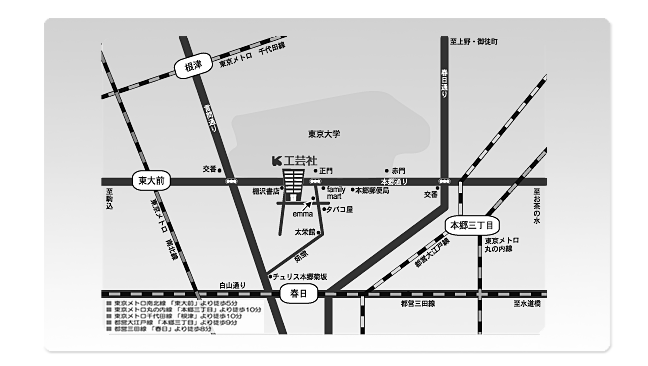 至上野・御徒町
根津
東京メトロ 千代田線
春日通り
東京大学
K工芸社
交番
正門
赤門
東大前
本郷通り
棚沢書店
family
mart
本郷郵便局
交番
至駒込
至お茶の水
emma
タバコ屋
東京メトロ 南北線
太栄館
本郷三丁目
都営大江戸線
東京メトロ
丸の内線
チュリス本郷菊坂
白山通り
春日
都営三田線
至水道橋
東京メトロ南北線 「東大前」より徒歩5分
東京メトロ丸の内線 「本郷三丁目」より徒歩10分
東京メトロ千代田線 「根津」より徒歩10分
都営大江戸線 「本郷三丁目」より徒歩9分
都営三田線 「春日」より徒歩8分